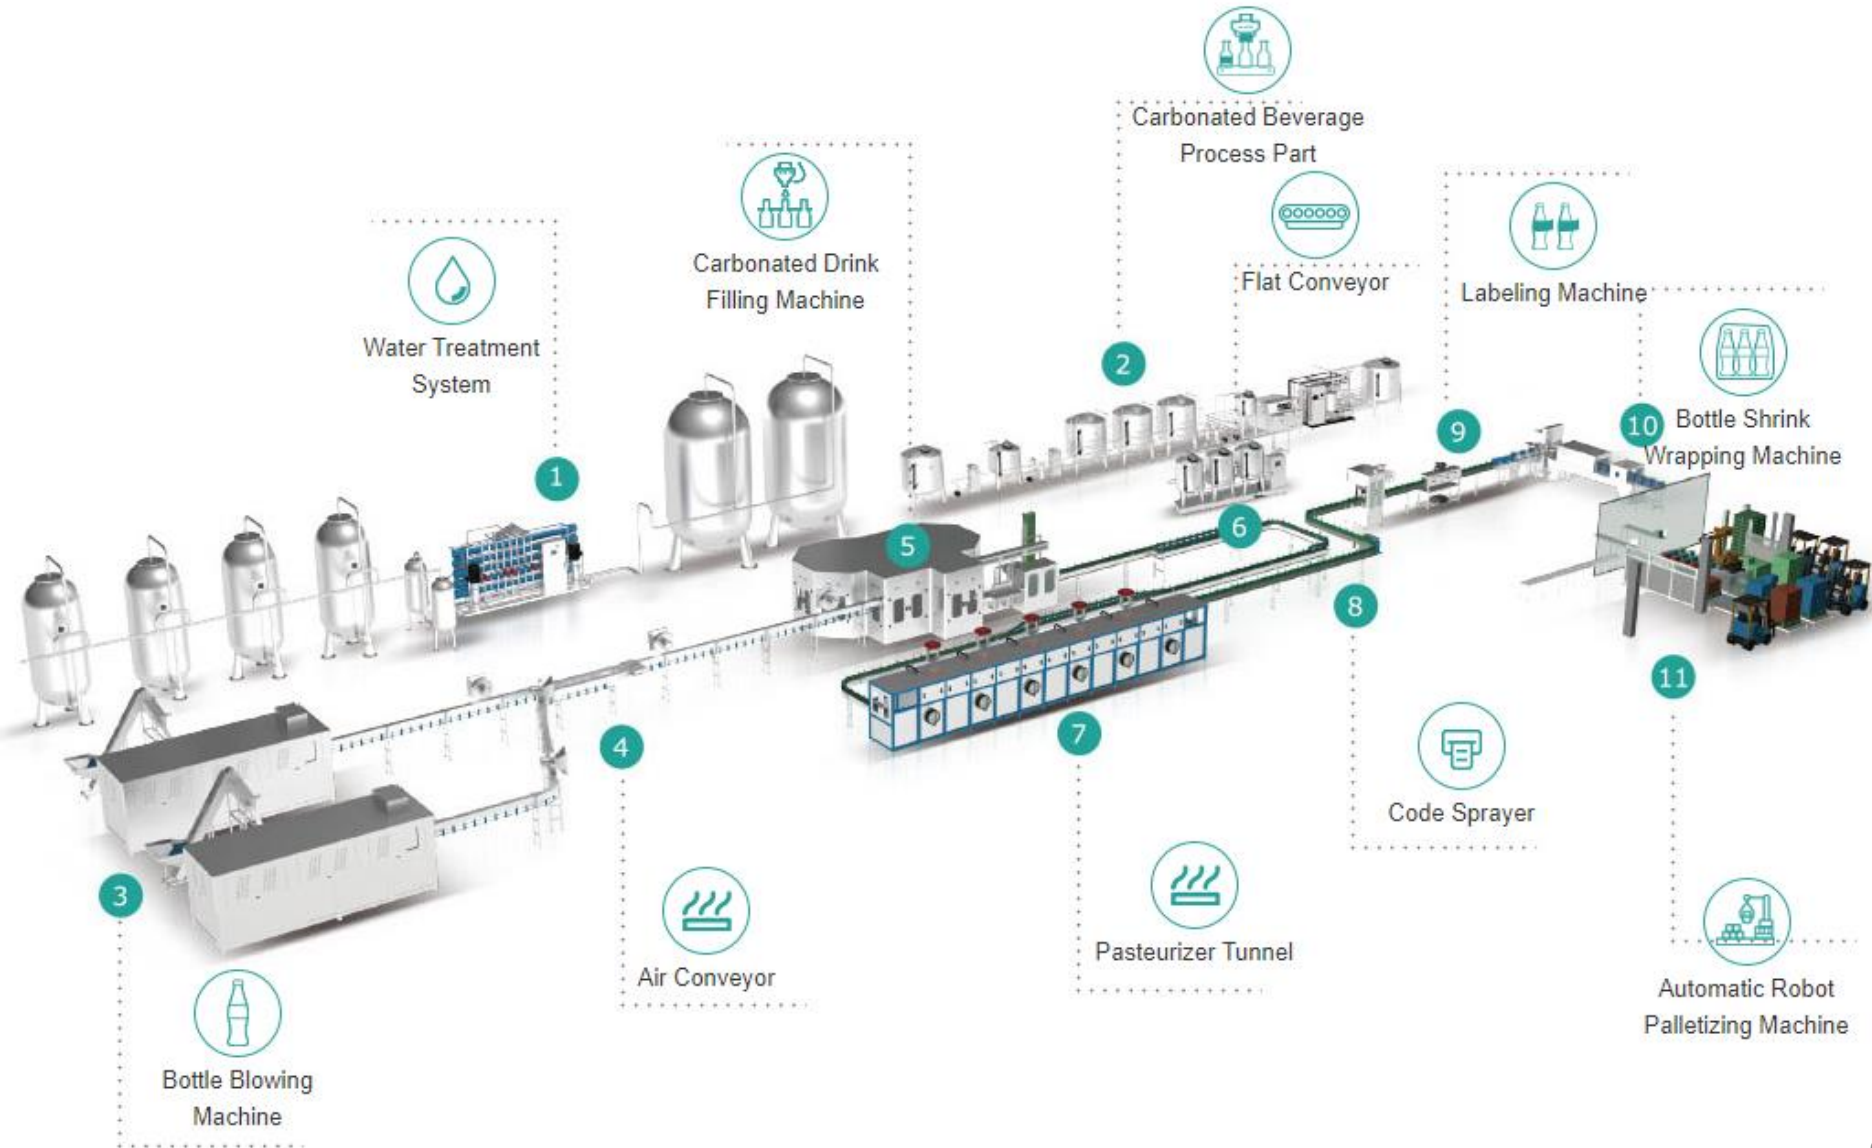 Carbonated Beverage
Process Part
Carbonated Drink
Filling Machine
Flat Conveyor
Labeling Machine
Water Treatment
System
Bottle Shrink
Wrapping Machine
1
2
9
10
5
6
8
11
4
7
3
Code Sprayer
Air Conveyor
Pasteurizer Tunnel
Automatic Robot
Palletizing Machine
Bottle Blowing
Machine